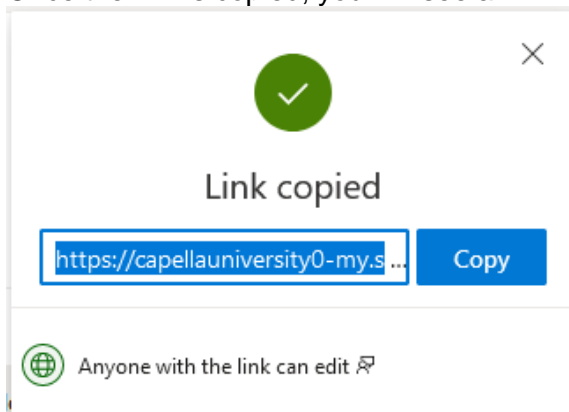 Link copied
https://capellauniversity0-my.s ...
Copy
Anyone with the link can edit